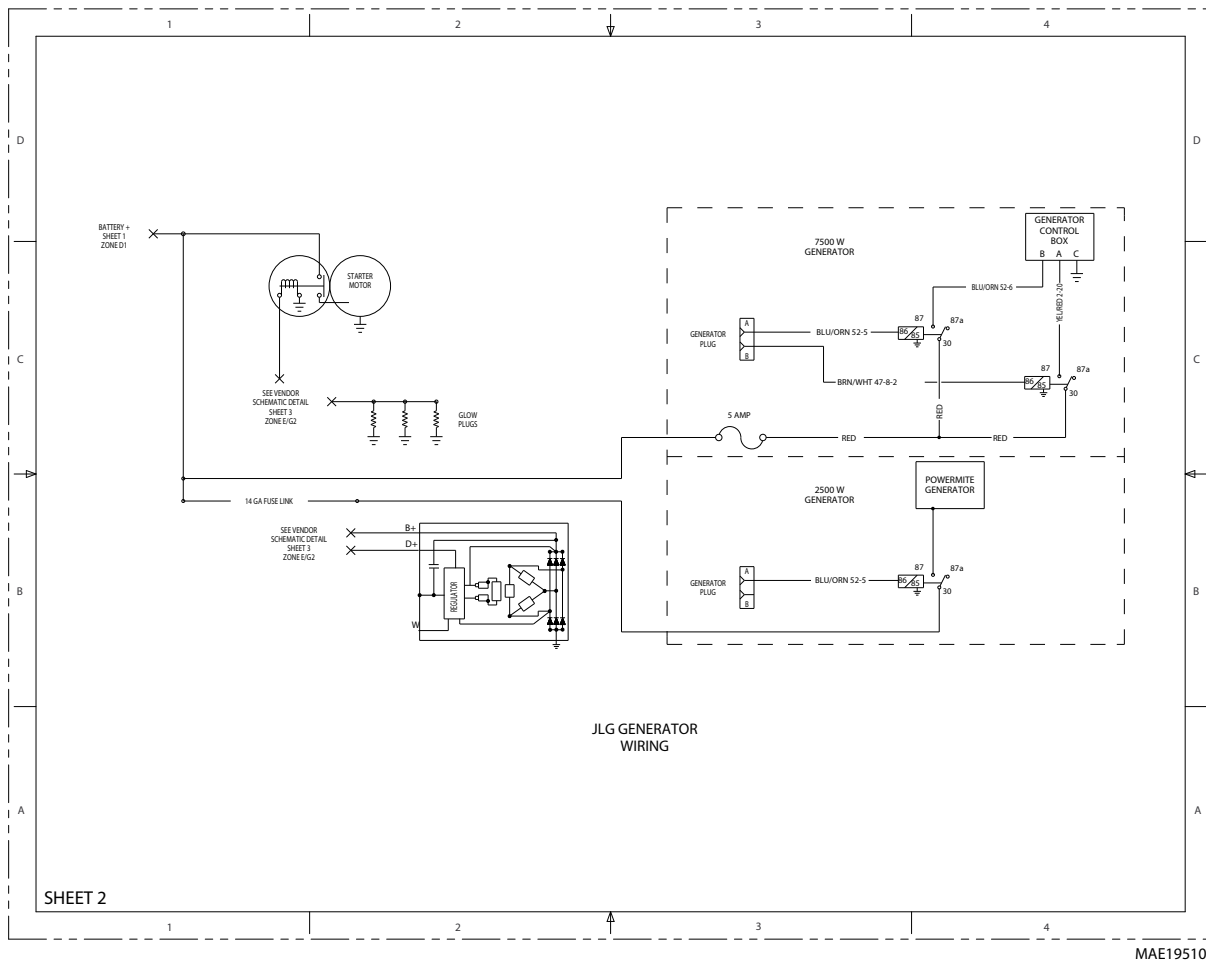 1 2 3 4
D D
BATTERY +
SHEET 1
ZONE D1
STARTER
MOTOR
7500 W
GENERATOR
GENERATOR
CONTROL
BOX
B A C
BLU/ORN 52-6
YEL/RED 2-20
C C
GENERATOR
PLUG
A
B
BLU/ORN 52-5
86 85
87
87a
30
BRN/WHT 47-8-2
86 85
87
87a
30
SEE VENDOR
SCHEMATIC DETAIL
SHEET 3
ZONE E/G2
GLOW
PLUGS
5 AMP
RED
RED
RED
14 GA FUSE LINK
2500 W
GENERATOR
POWERMITE
GENERATOR
SEE VENDOR
SCHEMATIC DETAIL
SHEET 3
ZONE E/G2
B+
D+
REGULATOR
W
B B
GENERATOR
PLUG
A
B
BLU/ORN 52-5
86 85
87
87a
30
JLG GENERATOR
WIRING
A A
SHEET 2
1 2 3 4
MAE19510